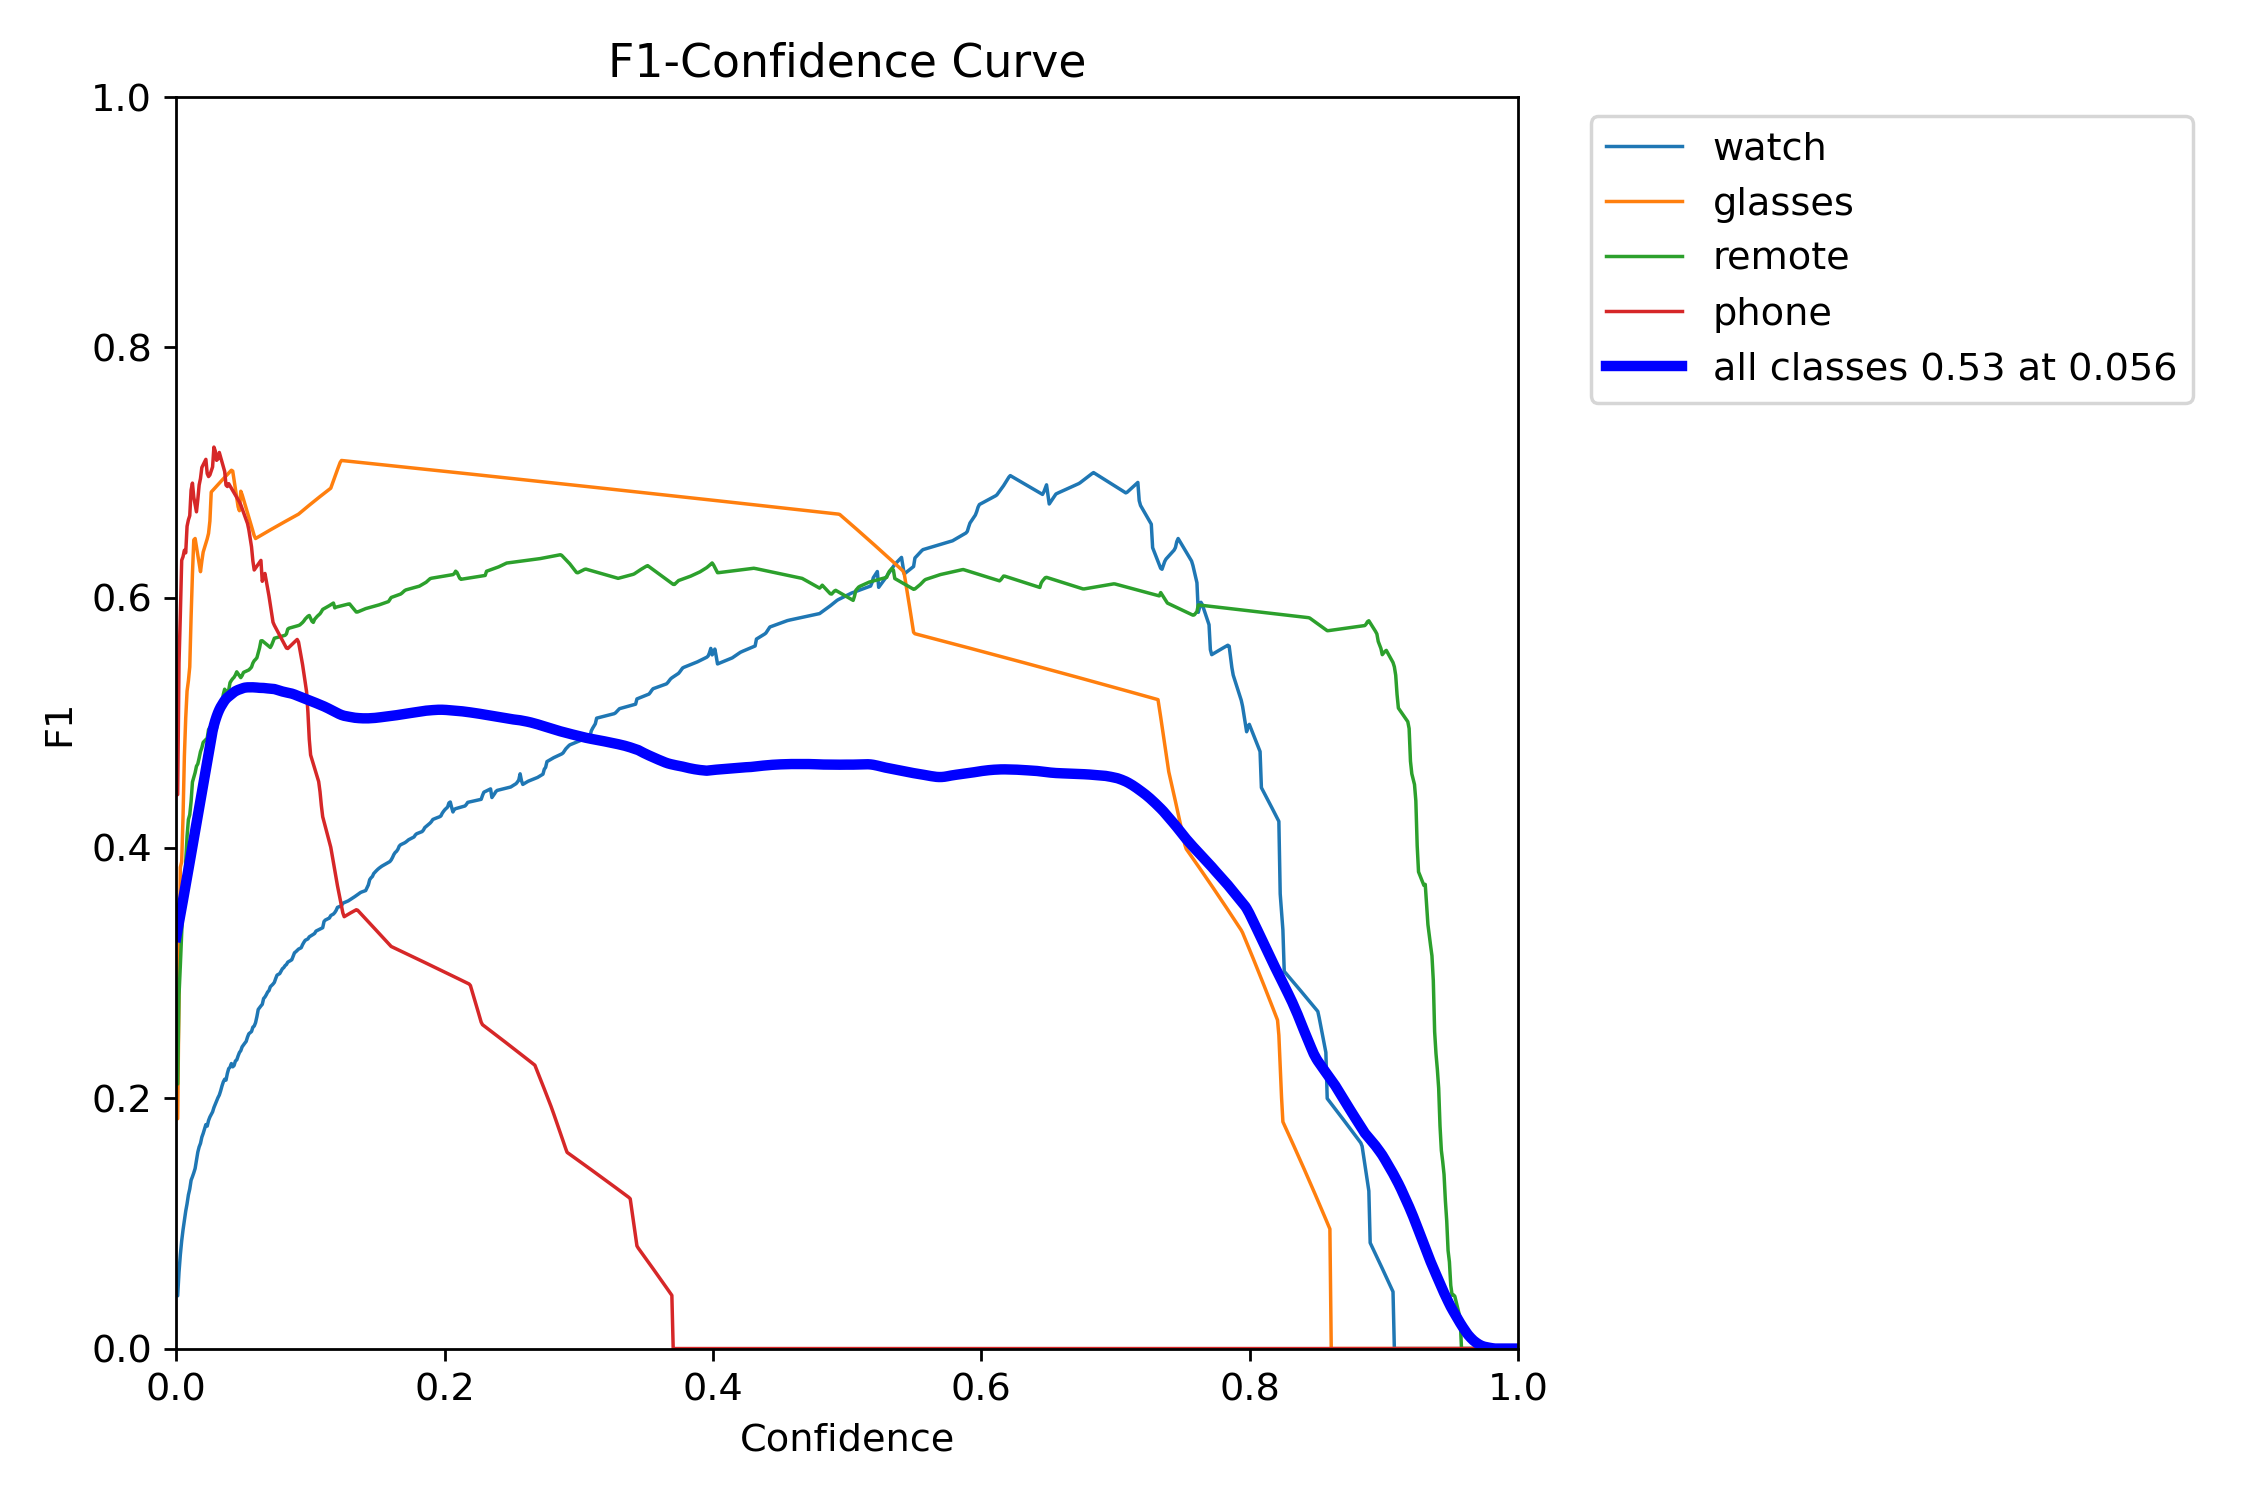 F1-Confidence Curve
1.0
0.8
0.6
0.4
0.2
0.0
F1
0.0 0.2 0.4 0.6 0.8 1.0
Confidence
watch
glasses
remote
phone
all classes 0.53 at 0.056